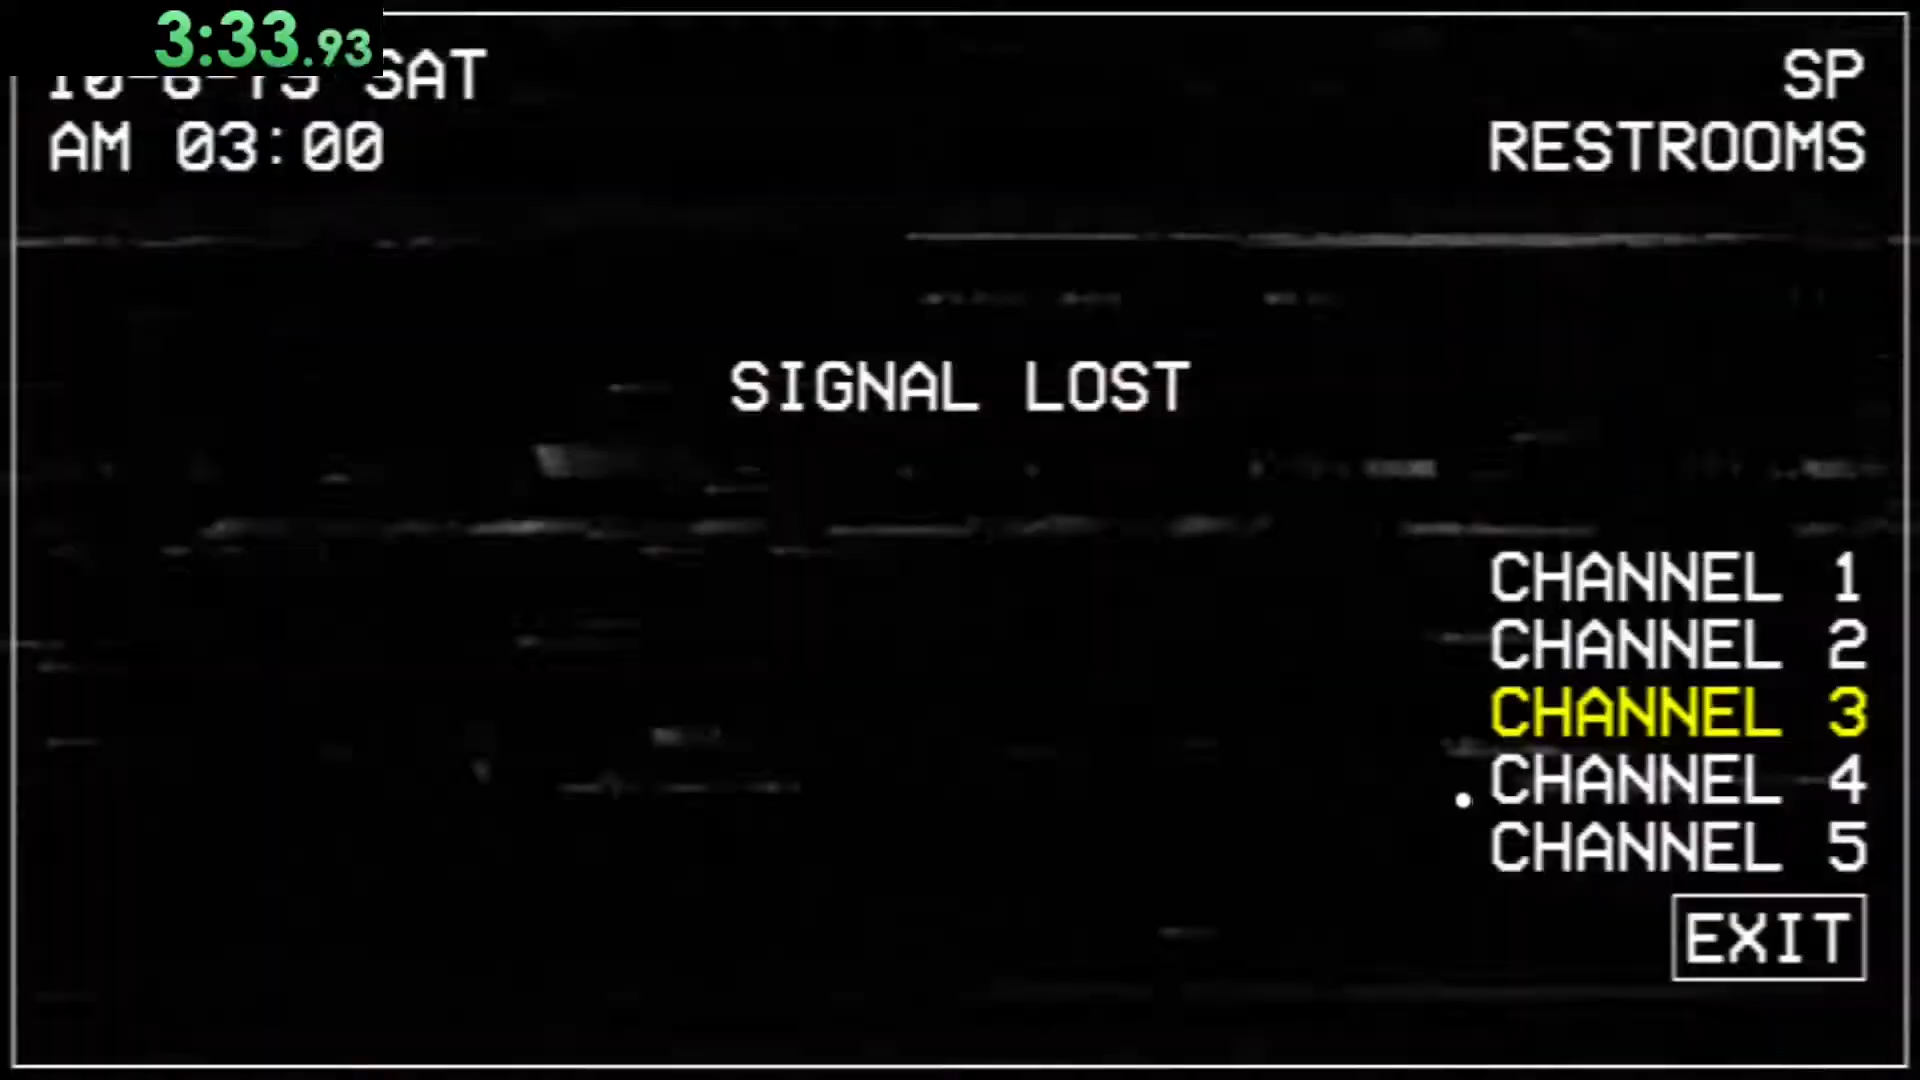 3:33.93
SAT
SP
AM 03:00
RESTROOMS
SIGNAL LOST
CHANNEL 1
CHANNEL 2
CHANNEL 3
CHANNEL 4
CHANNEL 5
EXIT